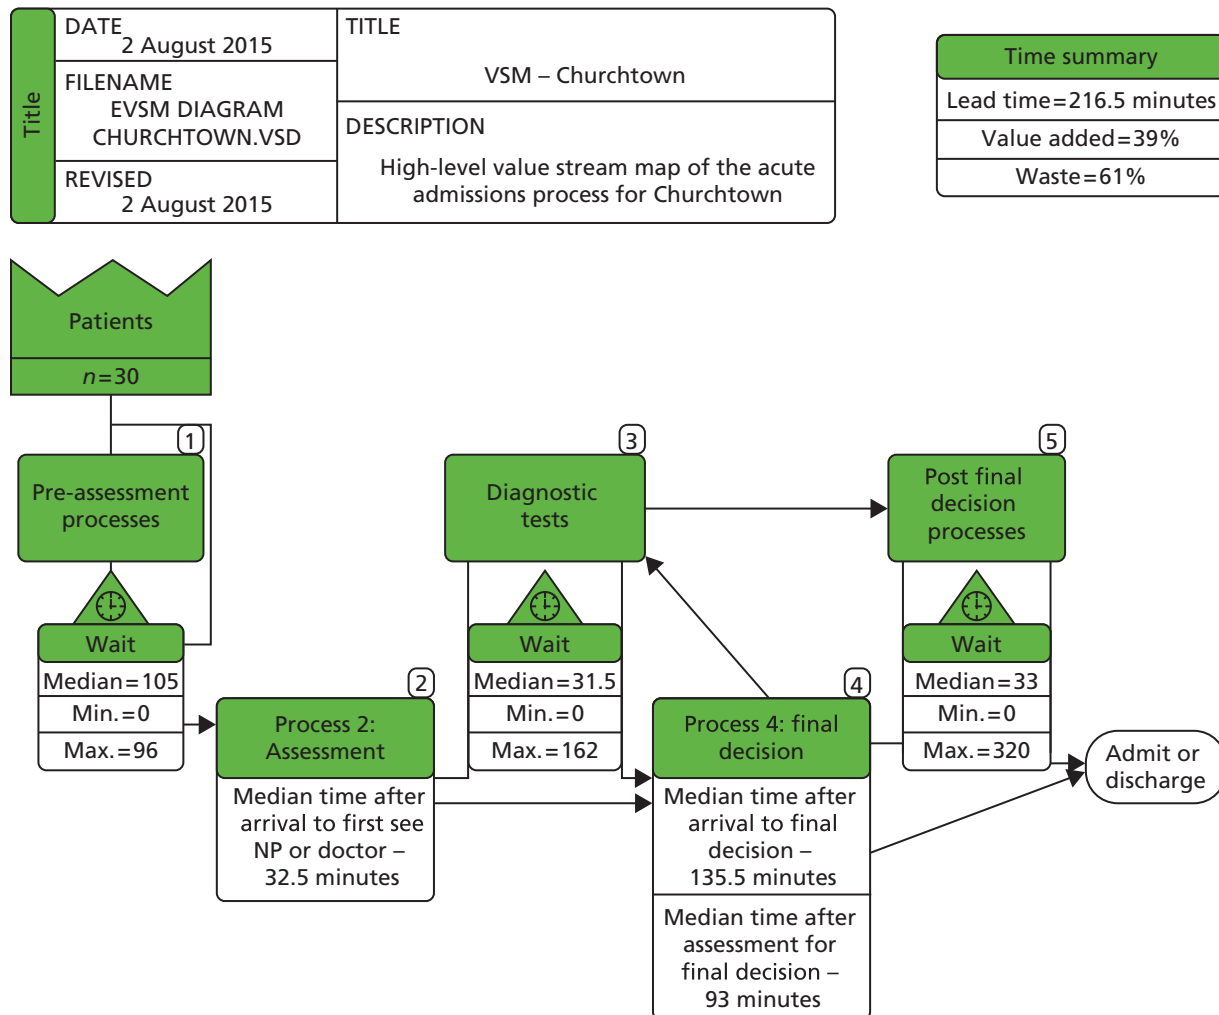 Title
DATE
2 August 2015
FILENAME
EVSM DIAGRAM
CHURCHTOWN.VSD
REVISED
2 August 2015
TITLE
VSM – Churchtown
DESCRIPTION
High-level value stream map of the acute
admissions process for Churchtown
Time summary
Lead time=216.5 minutes
Value added=39%
Waste=61%
Patients
n=30
1
Pre-assessment
processes
Wait
Median=105
Min.=0
Max.=96
2
Process 2:
Assessment
Median time after
arrival to first see
NP or doctor –
32.5 minutes
3
Diagnostic
tests
Wait
Median=31.5
Min.=0
Max.=162
4
Process 4: final
decision
Median time after
arrival to final
decision –
135.5 minutes
Median time after
assessment for
final decision –
93 minutes
5
Post final
decision
processes
Wait
Median=33
Min.=0
Max.=320
Admit or
discharge